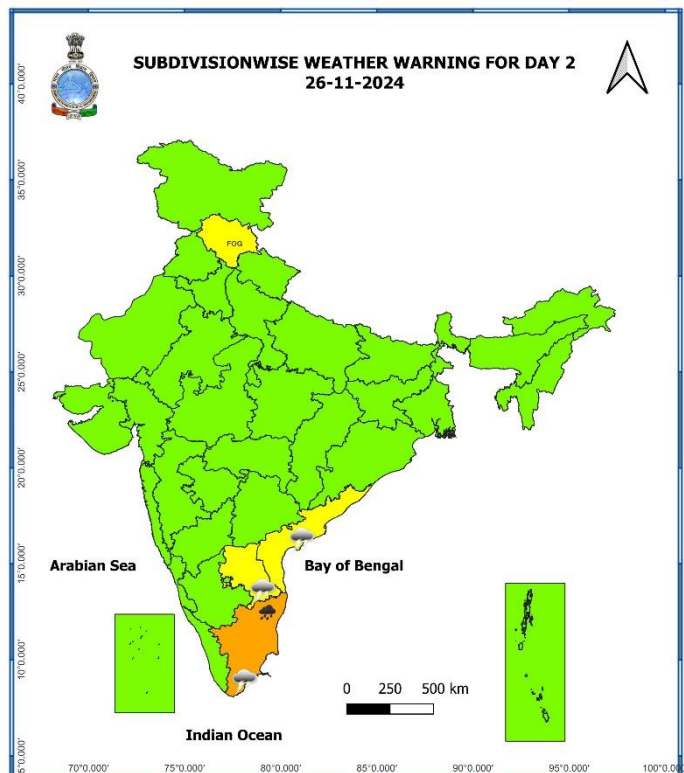 SUBDIVISIONWISE WEATHER WARNING FOR DAY 2
26-11-2024
40°0.000'
35°0.000'
FOG
30°0.000'
25°0.000'
20°0.000'
Arabian Sea
Bay of Bengal
15°0.000'
10°0.000'
0 250 500 km
Indian Ocean
5°0.000'
70°0.000' 75°0.000' 80°0.000' 85°0.000' 90°0.000' 95°0.000' 100°0.00